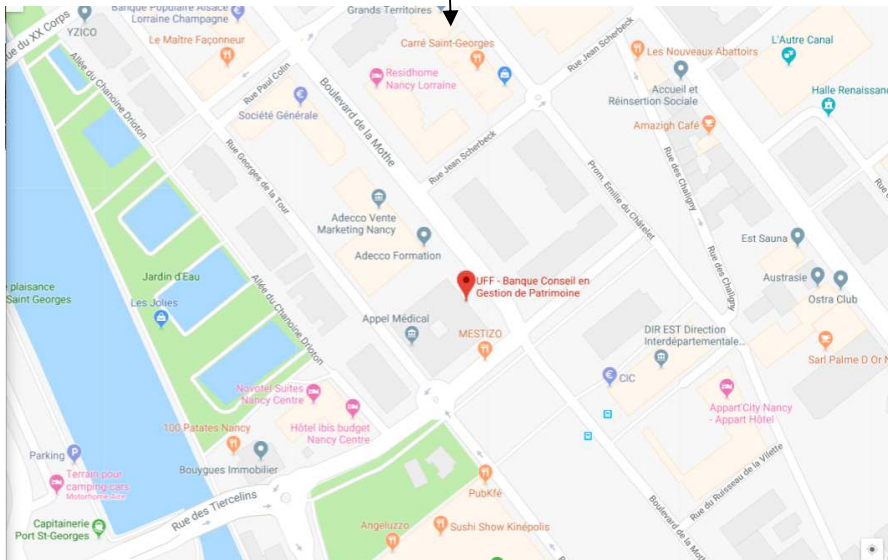 Banque Populaire Alsace
Lorraine Champagne
YZICO
Rue du XX Corps
Le Maître Façonneur
Grands Territoires
Carré Saint-Georges
Residhome
Nancy Lorraine
Rue Jean Scherbeck
Les Nouveaux Abattoirs
L'Autre Canal
Accueil et
Réinsertion Sociale
Halle Renaissance
Amazigh Café
Allée du Chanoine Drioton
Rue Paul Colin
Société Générale
Boulevard de la Mothe
Rue Jean Scherbeck
Rue des Chaligny
Rue Georges de la Tour
Prom. Emilie du Châtelet
Adecco Vente
Marketing Nancy
Adecco Formation
Est Sauna
Rue des Chaligny
plaisance
Saint Georges
Jardin d'Eau
Les Jolies
Allée du Chanoine Drioton
UFF - Banque Conseil en
Gestion de Patrimoine
Austrasie
Ostra Club
Appel Médical
MESTIZO
DIR EST Direction
Interdépartementale...
Sarl Palme D Or N
CIC
Novotel Suites
Nancy Centre
Hôtel ibis budget
Nancy Centre
Appart'City Nancy
- Appart Hôtel
100 Patates Nancy
Parking
Bouygues Immobilier
Terrain pour
camping-cars
Motorhome Aire
Rue des Tiercelins
PubKfé
Rue du Ruisseau de la Vilette
Boulevard de la Mothe
Capitainerie
Port St-Georges
Angeluzzo
Sushi Show Kinépolis